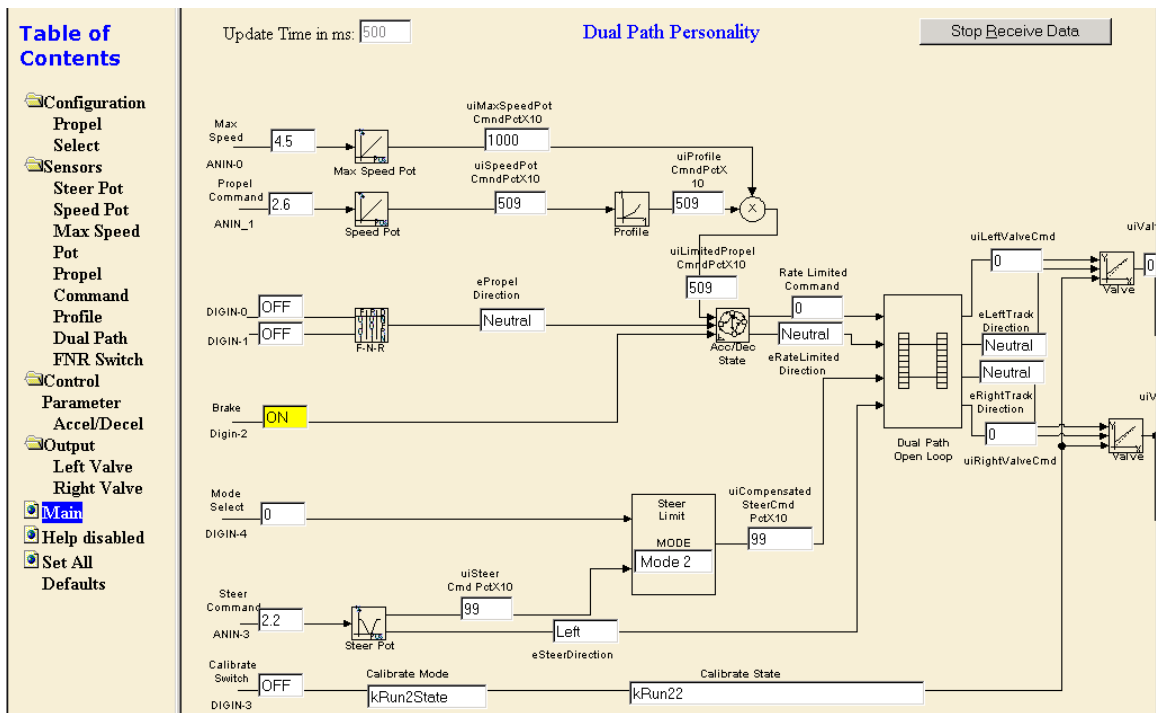 Table of
Contents
Configuration
Propel
Select
Sensors
Steer Pot
Speed Pot
Max Speed
Pot
Propel
Command
Profile
Dual Path
FNR Switch
Control
Parameter
Accel/Decel
Output
Left Valve
Right Valve
Main
Help disabled
Set All
Defaults
Update Time in ms: 500
Dual Path Personality
Stop Receive Data
Max
Speed
4.5
ANIN-0
Pos
Max Speed Pot
uiMaxSpeedPot
CmndPctX10
1000
Propel
Command
2.6
ANIN_1
Pos
Speed Pot
uiSpeedPot
CmndPctX10
509
Profile
uiProfile
CmndPctX
10
509
X
uiLimitedPropel
CmndPctX10
509
DIGIN-0
OFF
DIGIN-1
OFF
F-N-R
ePropel
Direction
Neutral
Acc/Dec
State
Rate Limited
Command
0
Neutral
eRateLimited
Direction
Brake
ON
Digin-2
Dual Path
Open Loop
uiLeftValveCmd
0
eLeftTrack
Direction
Neutral
Neutral
eRightTrack
Direction
0
uiRightValveCmd
uiVal
0
Valve
uiV
Valve
Mode
Select
0
DIGIN-4
Steer
Limit
MODE
Mode 2
uiCompensated
SteerCmd
PctX10
99
Steer
Command
2.2
ANIN-3
Pos
Steer Pot
uiSteer
Cmd PctX10
99
Left
eSteerDirection
Calibrate
Switch
OFF
DIGIN-3
Calibrate Mode
kRun2State
Calibrate State
kRun22